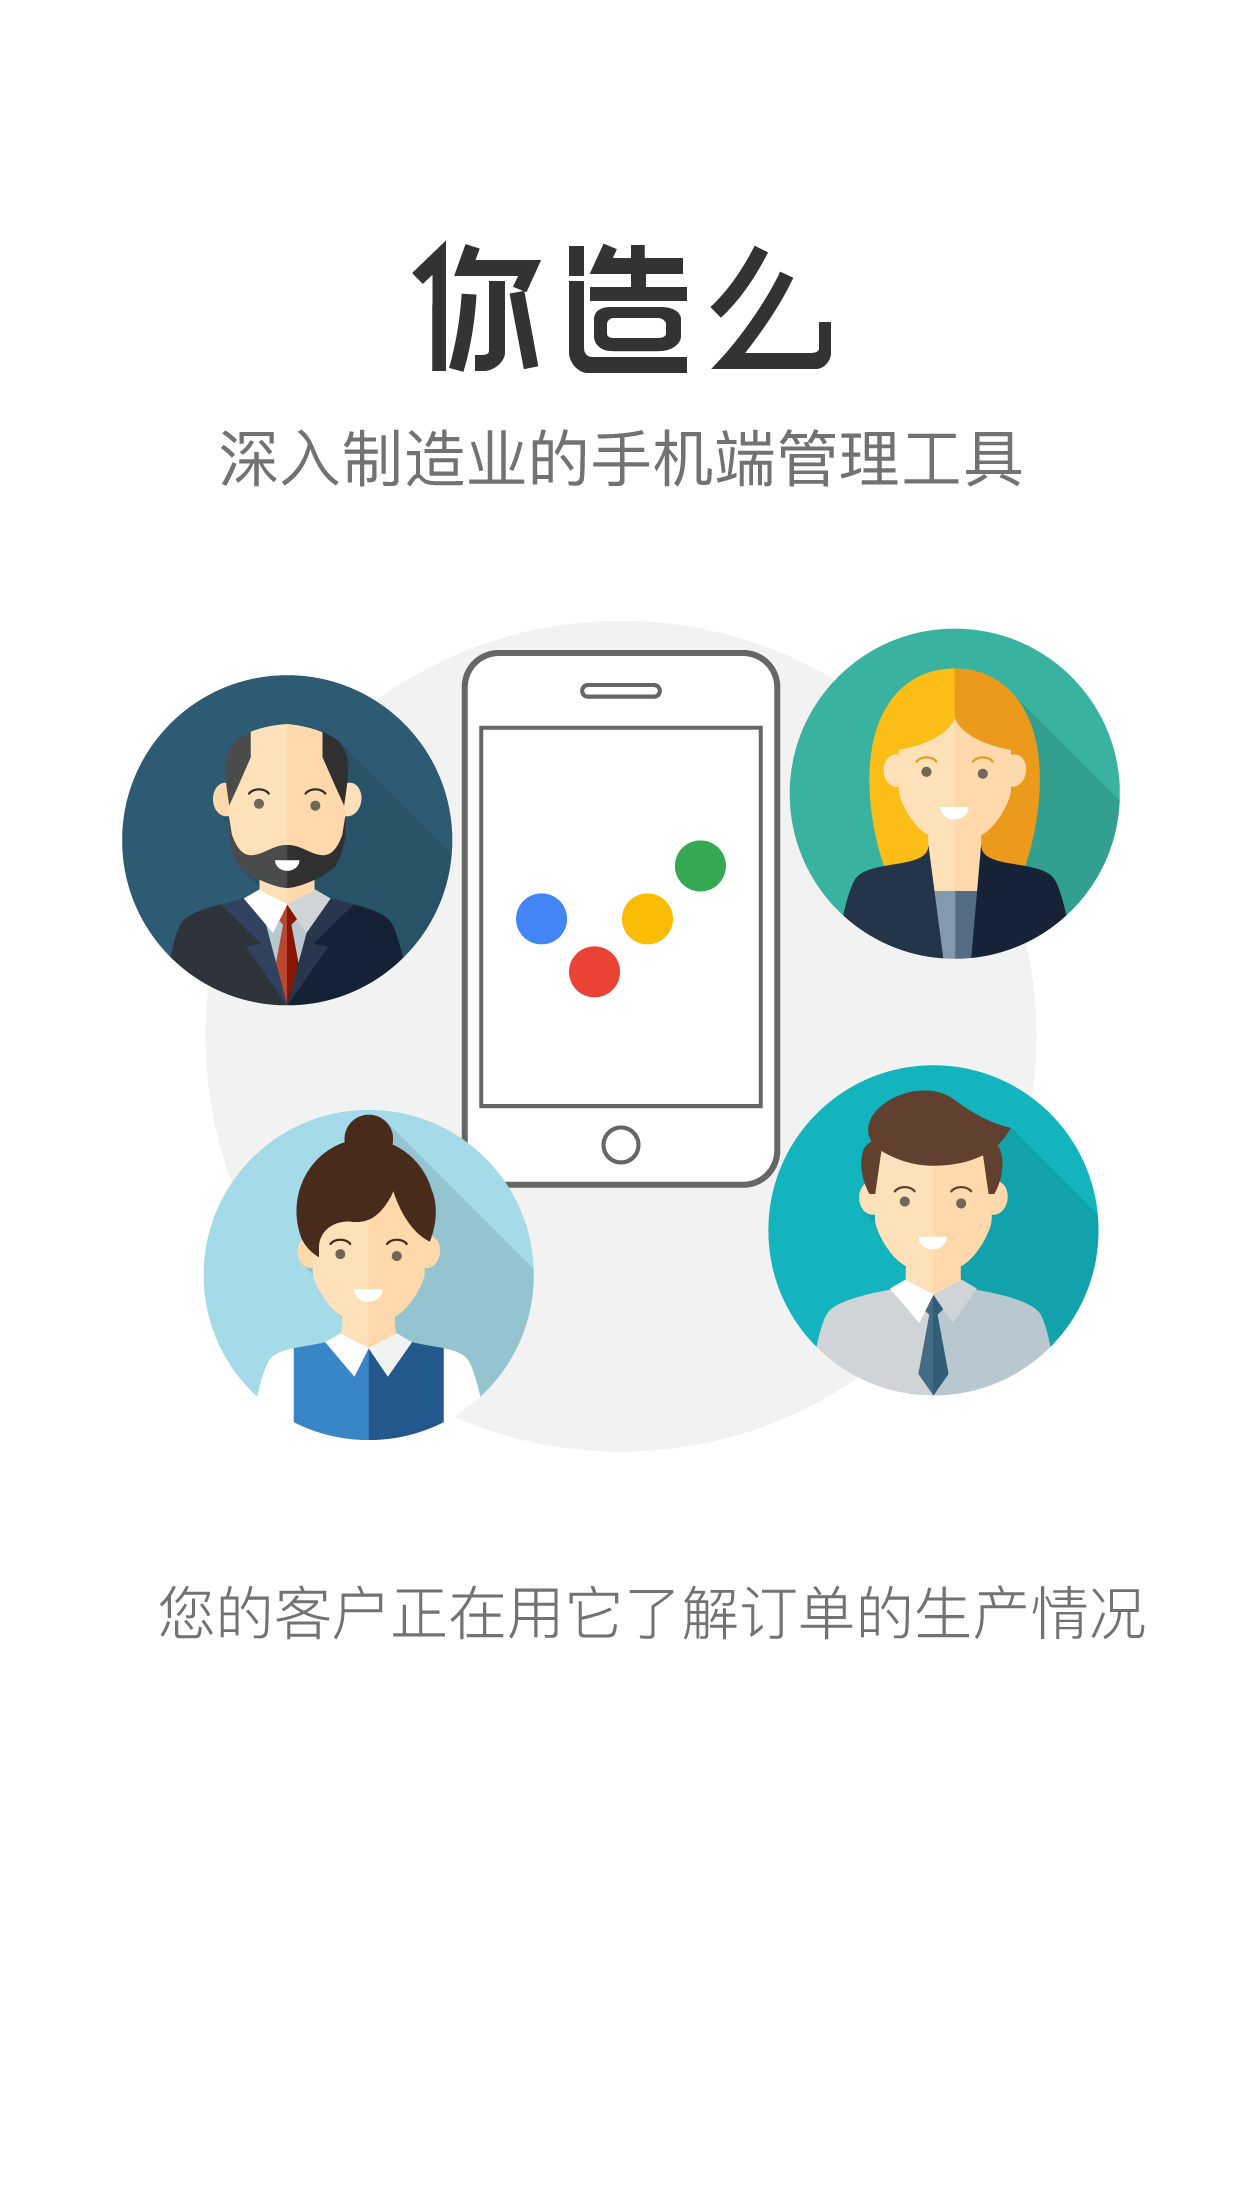 你造么
深入制造业的手机端管理工具
您的客户正在用它了解订单的生产情况